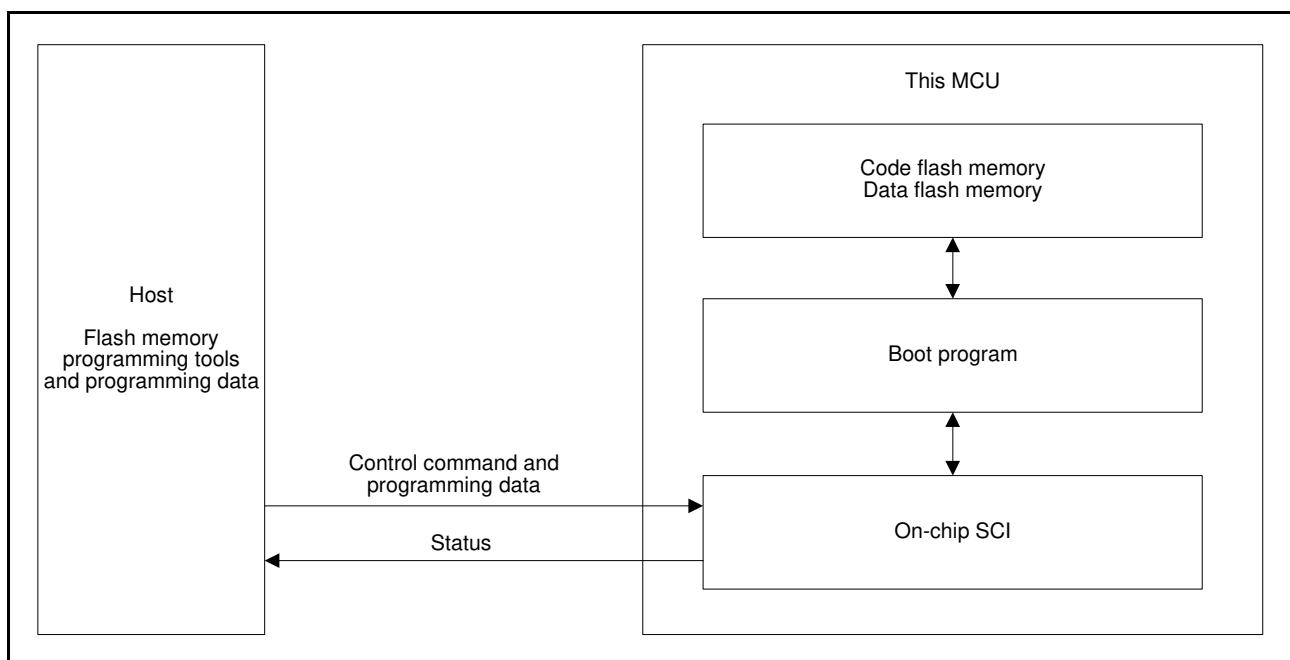 This MCU
Code flash memory
Data flash memory
Host
Flash memory
programming tools
and programming data
Boot program
Control command and
programming data
On-chip SCI
Status